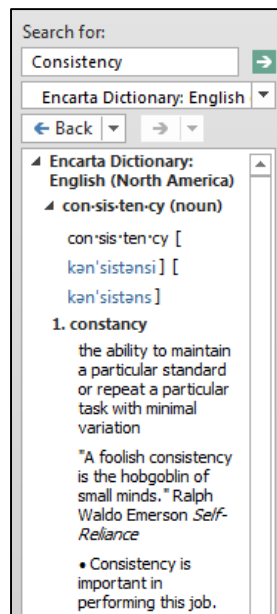 Search for:
Consistency
Encarta Dictionary: English
Back
Encarta Dictionary:
English (North America)
con·sis·ten·cy (noun)
con·sis·ten·cy [
kən'sistənsi] [
kən'sistəns]
1. constancy
the ability to maintain
a particular standard
or repeat a particular
task with minimal
variation
"A foolish consistency
is the hobgoblin of
small minds." Ralph
Waldo Emerson Self-
Reliance
• Consistency is
important in
performing this job.